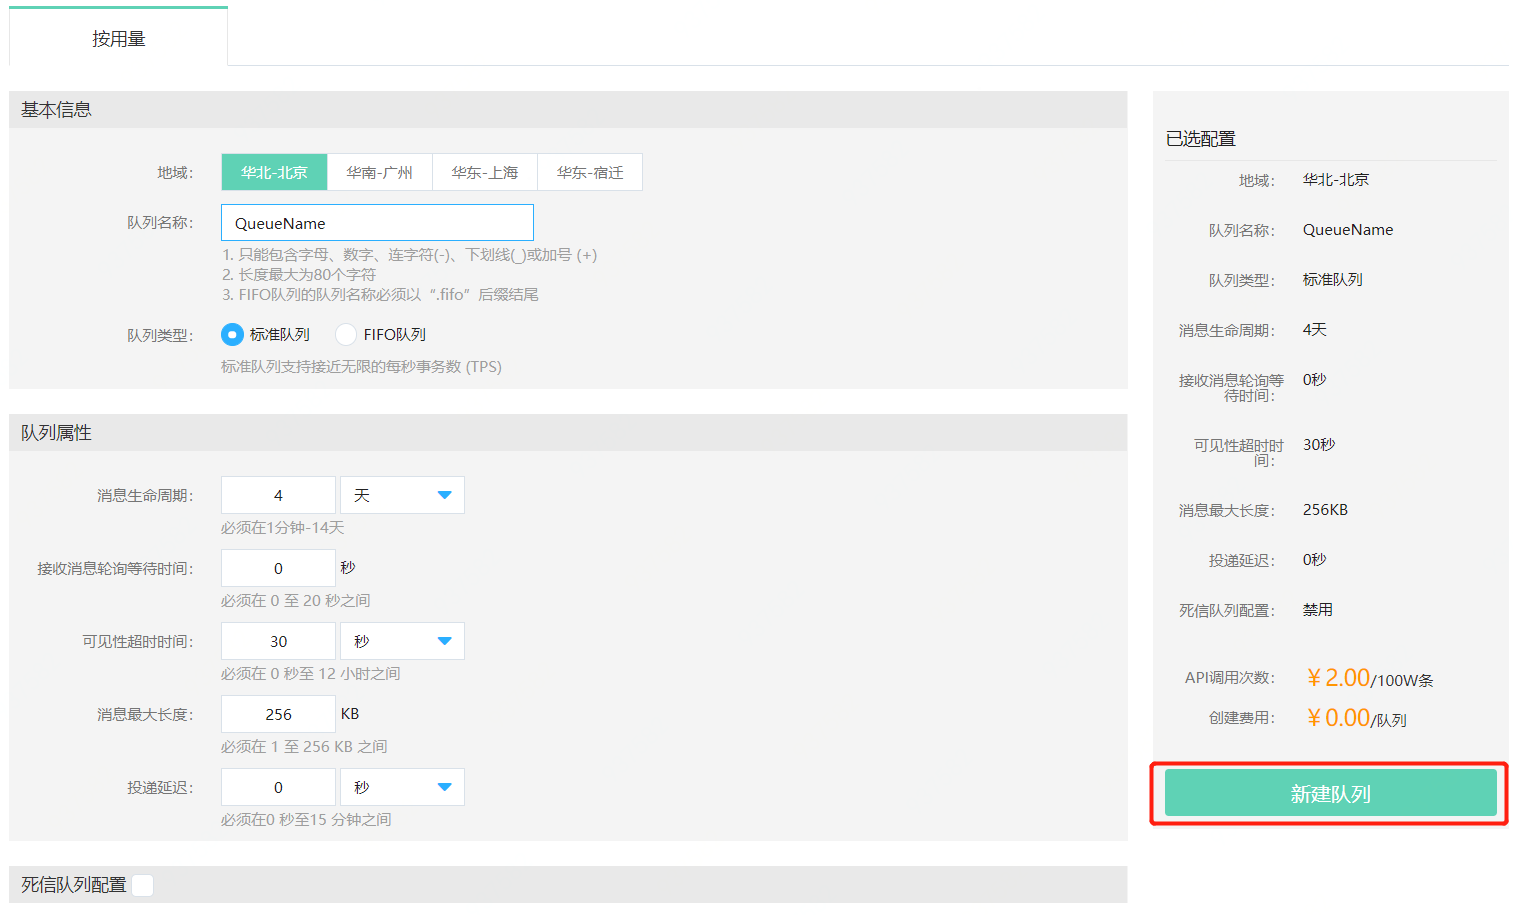 按用量
基本信息
地域：
华北-北京 华南-广州 华东-上海 华东-宿迁
队列名称：
QueueName
1. 只能包含字母、数字、连字符(-)、下划线(_)或加号 (+)
2. 长度最大为80个字符
3. FIFO队列的队列名称必须以“.fifo”后缀结尾
队列类型：
标准队列 FIFO队列
标准队列支持接近无限的每秒事务数 (TPS)
队列属性
消息生命周期： 4 天
必须在1分钟-14天
接收消息轮询等待时间： 0 秒
必须在 0 至 20 秒之间
可见性超时时间： 30 秒
必须在 0 秒至 12 小时之间
消息最大长度： 256 KB
必须在 1 至 256 KB 之间
投递延迟： 0 秒
必须在0 秒至15 分钟之间
死信队列配置
已选配置
地域： 华北-北京
队列名称： QueueName
队列类型： 标准队列
消息生命周期： 4天
接收消息轮询等
待时间：
0秒
可见性超时时
间：
30秒
消息最大长度： 256KB
投递延迟： 0秒
死信队列配置： 禁用
API调用次数： ￥2.00/100W条
创建费用： ￥0.00/队列
新建队列